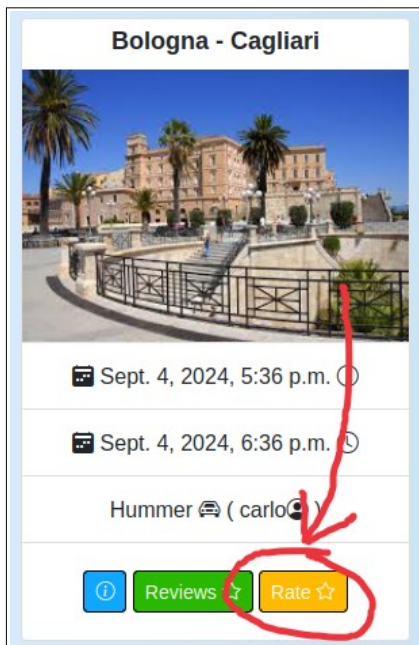 Bologna - Cagliari
Sept. 4, 2024, 5:36 p.m.
Sept. 4, 2024, 6:36 p.m.
Hummer ( carlo )
Reviews Rate